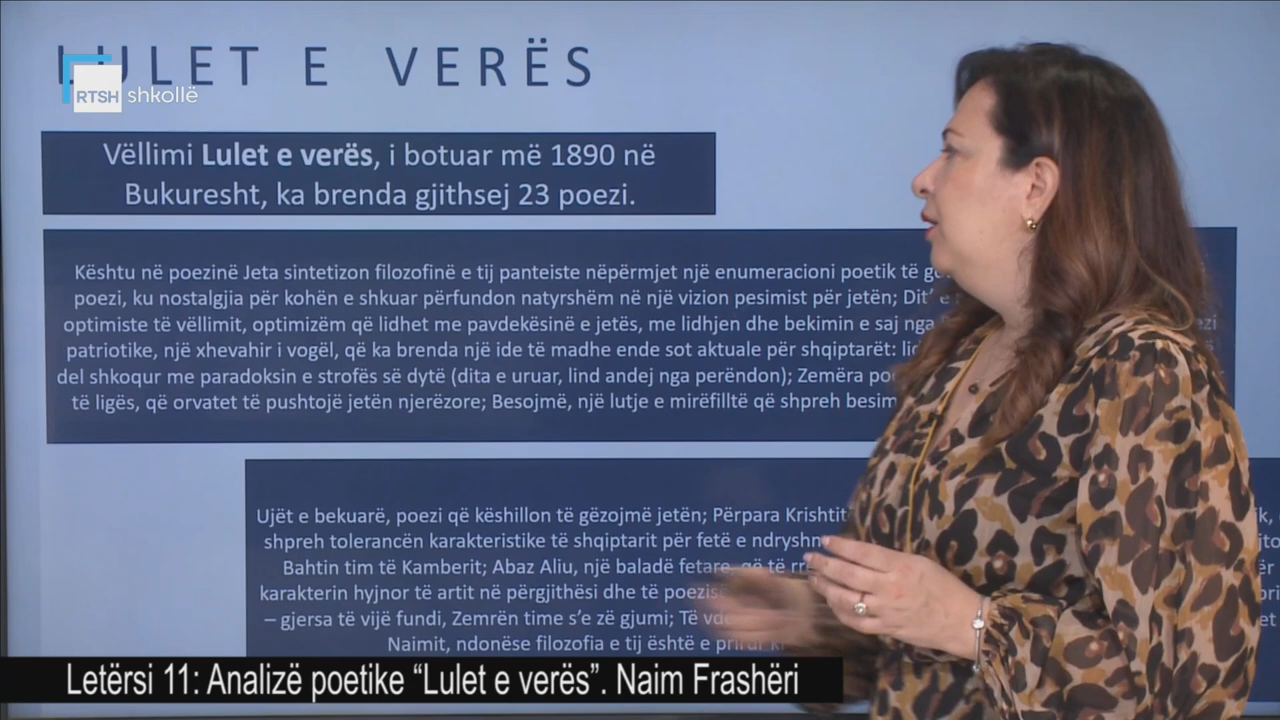 LULET E VERËS
RTSH shkollë
Vëllimi Lulet e verës, i botuar më 1890 në
Bukuresht, ka brenda gjithsej 23 poezi.
Kështu në poezinë Jeta sintetizon filozofinë e tij panteiste nëpërmjet një enumeracioni poetik të
poezi, ku nostalgjia për kohën e shkuar përfundon natyrshëm në një vizion pesimist për jetën; Dit’ e
optimiste të vëllimit, optimizëm që lidhet me pavdekësinë e jetës, me lidhjen dhe bekimin e saj nga
patriotike, një xhevahir i vogël, që ka brenda një ide të madhe ende sot aktuale për shqiptarët:
del shkoqur me paradoksin e strofës së dytë (dita e uruar, lind andej nga perëndon); Zemëra
të ligës, që orvatet të pushtojë jetën njerëzore; Besojmë, një lutje e mirëfilltë që shpreh
Ujët e bekuarë, poezi që këshillon të gëzojmë jetën; Përpara
shpreh tolerancën karakteristike të shqiptarit për fetë e
Bahtin tim të Kamberit; Abaz Aliu, një baladë fetare, që të
karakterin hyjnor të artit në përgjithësi dhe të
– gjersa të vijë fundi, Zemrën time s’e zë gjumi; Të
Naimit, ndonëse filozofia e tij është e
Letërsi 11: Analizë poetike “Lulet e verës”. Naim Frashëri